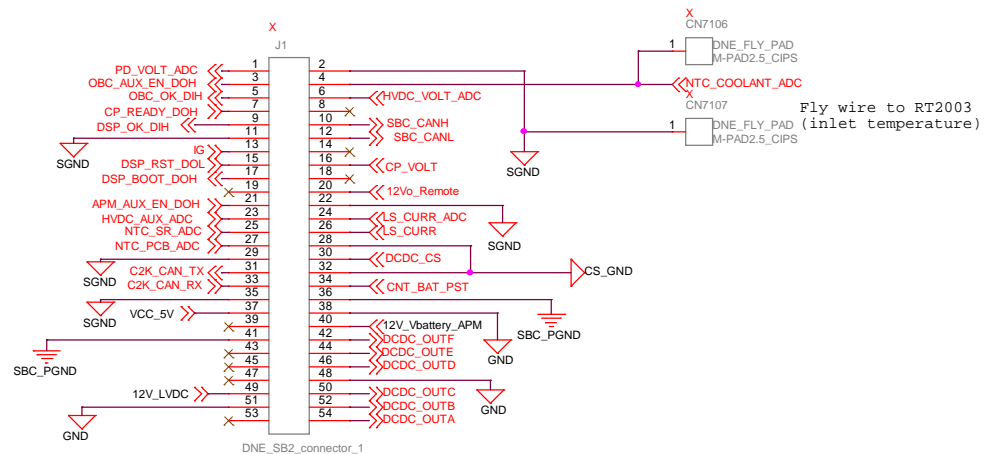 X
J1
X
CN7106
1 DNE_FLY_PAD
M-PAD2.5_CIPS
NTC_COOLANT_ADC
X
CN7107
1 DNE_FLY_PAD
M-PAD2.5_CIPS
Fly wire to RT2003
(inlet temperature)
SGND
PD_VOLT_ADC 1 2
OBC_AUX_EN_DOH 3 4
OBC_OK_DIH 5 6 HVDC_VOLT_ADC
CP_READY_DOH 7 8
DSP_OK_DIH 9 10 SBC_CANH
11 12 SBC_CANL
SGND
IG 13 14
DSP_RST_DOL 15 16 CP_VOLT
DSP_BOOT_DOH 17 18
19 20 12Vo_Remote
APM_AUX_EN_DOH 21 22
HVDC_AUX_ADC 23 24 LS_CURR_ADC
NTC_SR_ADC 25 26 LS_CURR
SGND
NTC_PCB_ADC 27 28
29 30 DCDC_CS
SGND
C2K_CAN_TX 31 32 CS_GND
C2K_CAN_RX 33 34 CNT_BAT_PST
35 36
SGND
SBC_PGND
VCC_5V 37 38
39 40 12V_Vbattery_APM
41 42 DCDC_OUTF
43 44 DCDC_OUTE
GND
SBC_PGND
45 46 DCDC_OUTD
47 48
12V_LVDC 49 50 DCDC_OUTC
GND
51 52 DCDC_OUTB
53 54 DCDC_OUTA
GND
DNE_SB2_connector_1